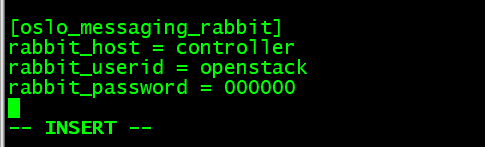 [oslo_messaging_rabbit]
rabbit_host = controller
rabbit_userid = openstack
rabbit_password = 000000
-- INSERT --